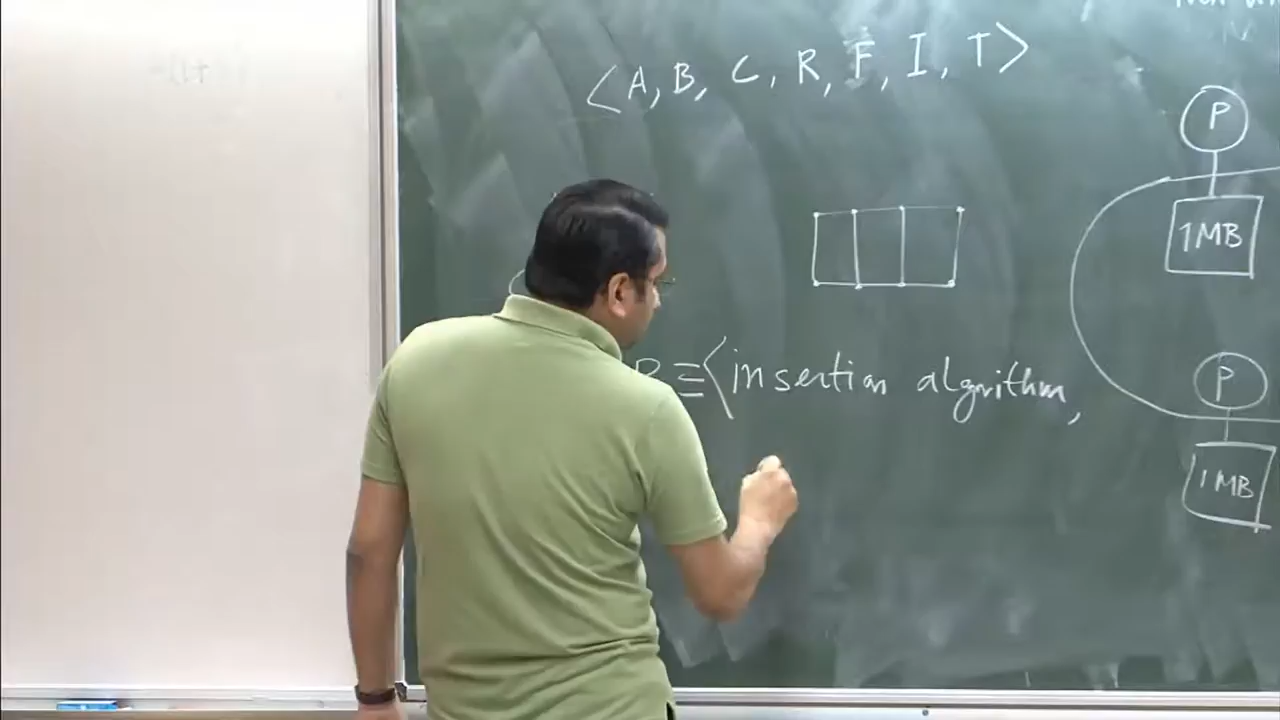 <A, B, C, R, F, I, T>
P
1MB
R ≡ <insertion algorithm,
P
1MB